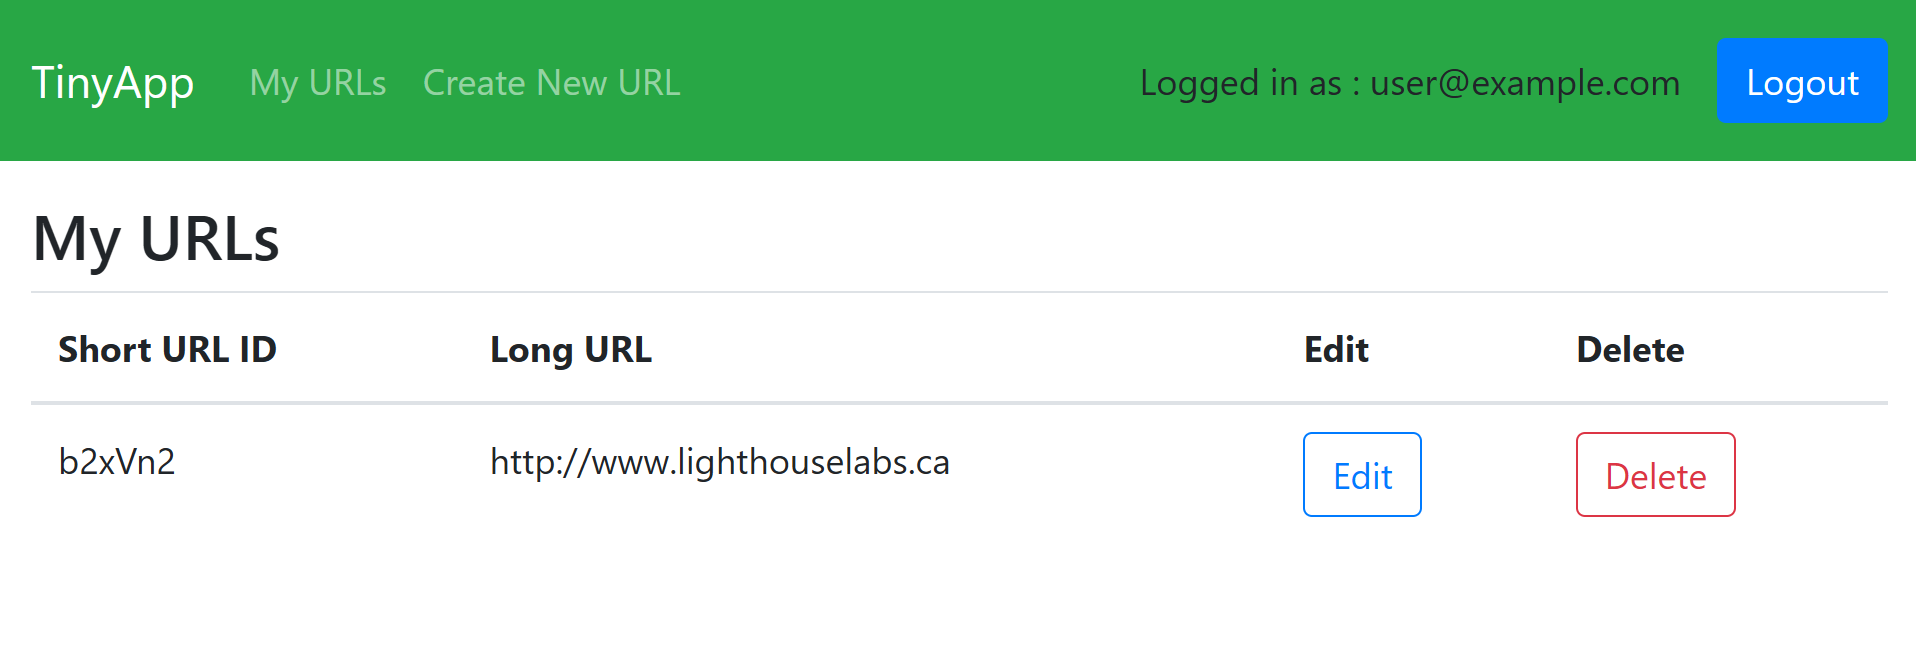 TinyApp My URLs Create New URL Logged in as : user@example.com Logout
My URLs
Short URL ID Long URL Edit Delete
b2xVn2 http://www.lighthouselabs.ca Edit Delete